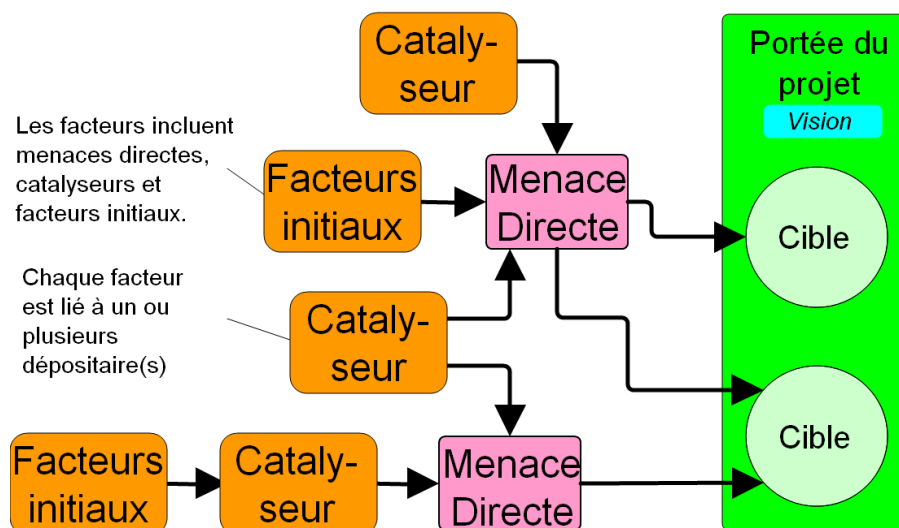 Cataly-
seur
Portée du
projet
Vision
Les facteurs incluent
menaces directes,
catalyseurs et
facteurs initiaux.
Facteurs
initiaux
Menace
Directe
Cible
Chaque facteur
est lié à un ou
plusieurs
dépositaire(s)
Cataly-
seur
Cible
Facteurs
initiaux
Cataly-
seur
Menace
Directe